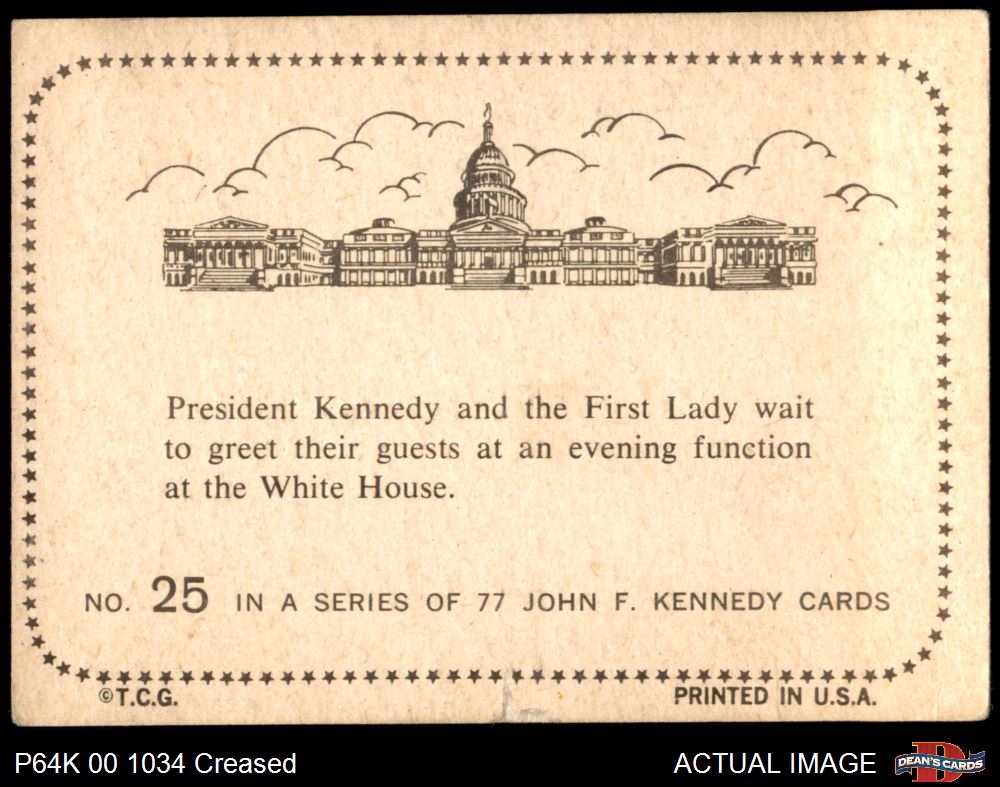 President Kennedy and the First Lady wait
to greet their guests at an evening function
at the White House.
NO. 25 IN A SERIES OF 77 JOHN F. KENNEDY CARDS
©T.C.G.
PRINTED IN U.S.A.
P64K 00 1034 Creased
ACTUAL IMAGE
DEAN'S CARDS